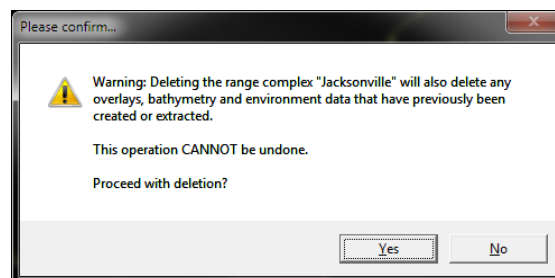 Please confirm...
Warning: Deleting the range complex "Jacksonville" will also delete any
overlays, bathymetry and environment data that have previously been
created or extracted.
This operation CANNOT be undone.
Proceed with deletion?
Yes No